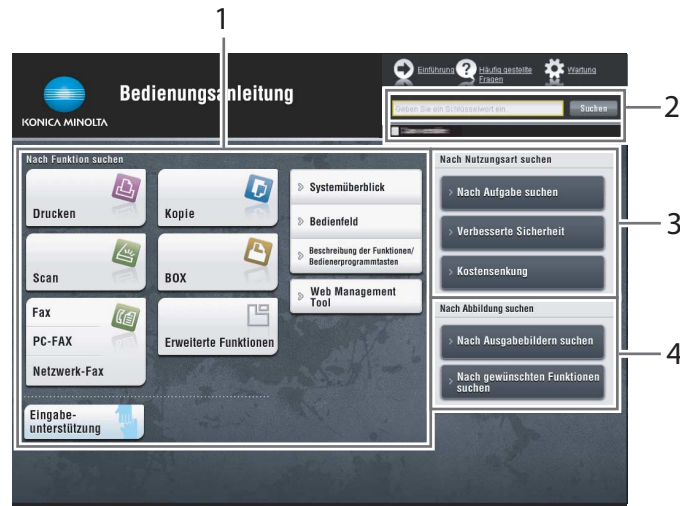 1
Bedienungsanleitung
KONICA MINOLTA
Einführung
Häufig gestellte
Fragen
Wartung
Geben Sie ein Schlüsselwort ein.
Suchen
2
Nach Funktion suchen
Drucken
Kopie
Scan
BOX
Fax
PC-FAX
Netzwerk-Fax
Erweiterte Funktionen
Eingabe-
unterstützung
Systemüberblick
Bedienfeld
Beschreibung der Funktionen/
Bedienerprogrammtasten
Web Management
Tool
Nach Nutzungsart suchen
Nach Aufgabe suchen
Verbesserte Sicherheit
Kostensenkung
3
Nach Abbildung suchen
Nach Ausgabebildern suchen
Nach gewünschten Funktionen
suchen
4